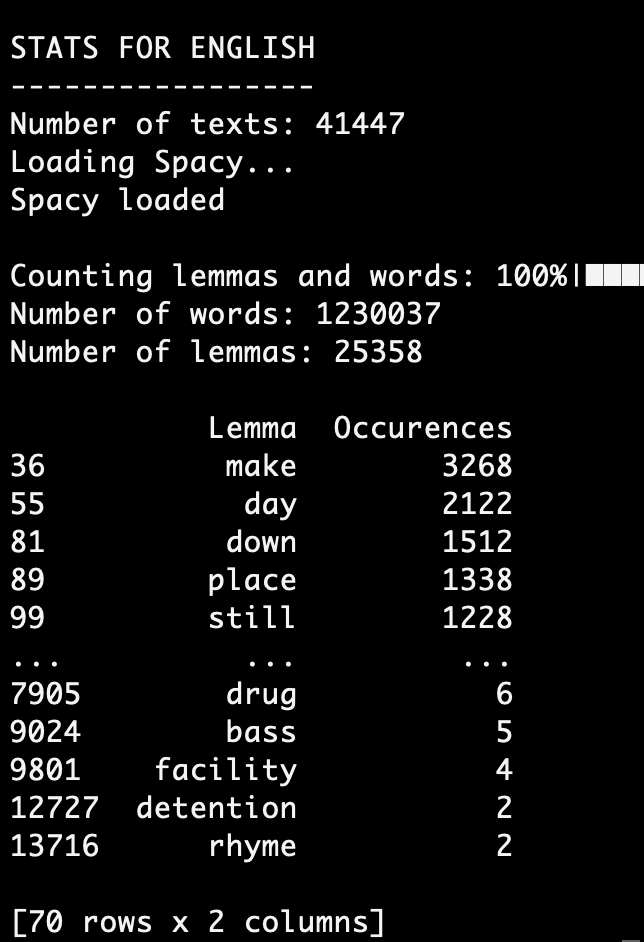 STATS FOR ENGLISH
-----------------
Number of texts: 41447
Loading Spacy...
Spacy loaded
Counting lemmas and words: 100%|████
Number of words: 1230037
Number of lemmas: 25358
Lemma Occurences
36 make 3268
55 day 2122
81 down 1512
89 place 1338
99 still 1228
... ... ...
7905 drug 6
9024 bass 5
9801 facility 4
12727 detention 2
13716 rhyme 2
[70 rows x 2 columns]